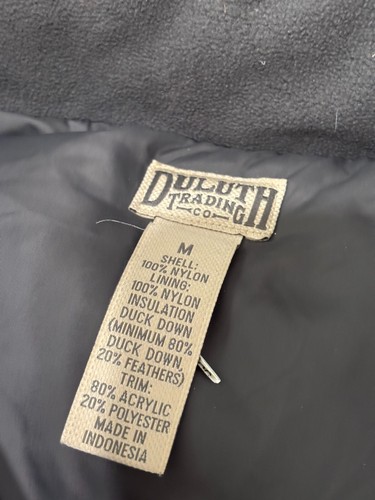 DULUTH
TRADING
CO
M
SHELL:
100% NYLON
LINING:
100% NYLON
INSULATION
DUCK DOWN
(MINIMUM 80%
DUCK DOWN,
20% FEATHERS)
TRIM:
80% ACRYLIC
20% POLYESTER
MADE IN
INDONESIA